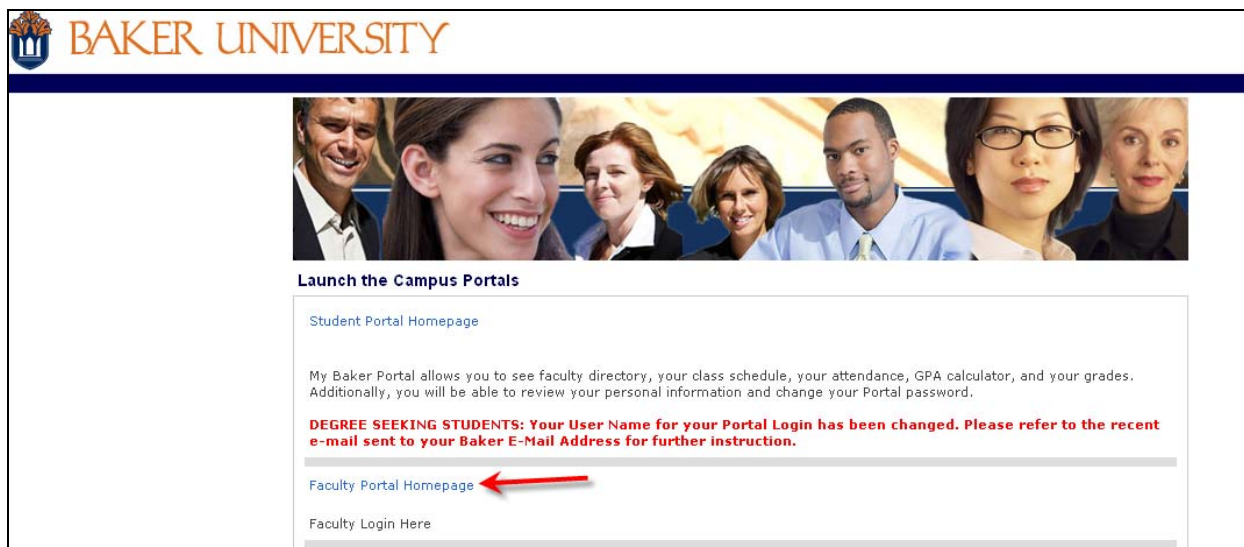 BAKER UNIVERSITY
Launch the Campus Portals
Student Portal Homepage
My Baker Portal allows you to see faculty directory, your class schedule, your attendance, GPA calculator, and your grades.
Additionally, you will be able to review your personal information and change your Portal password.
DEGREE SEEKING STUDENTS: Your User Name for your Portal Login has been changed. Please refer to the recent
e-mail sent to your Baker E-Mail Address for further instruction.
Faculty Portal Homepage
Faculty Login Here